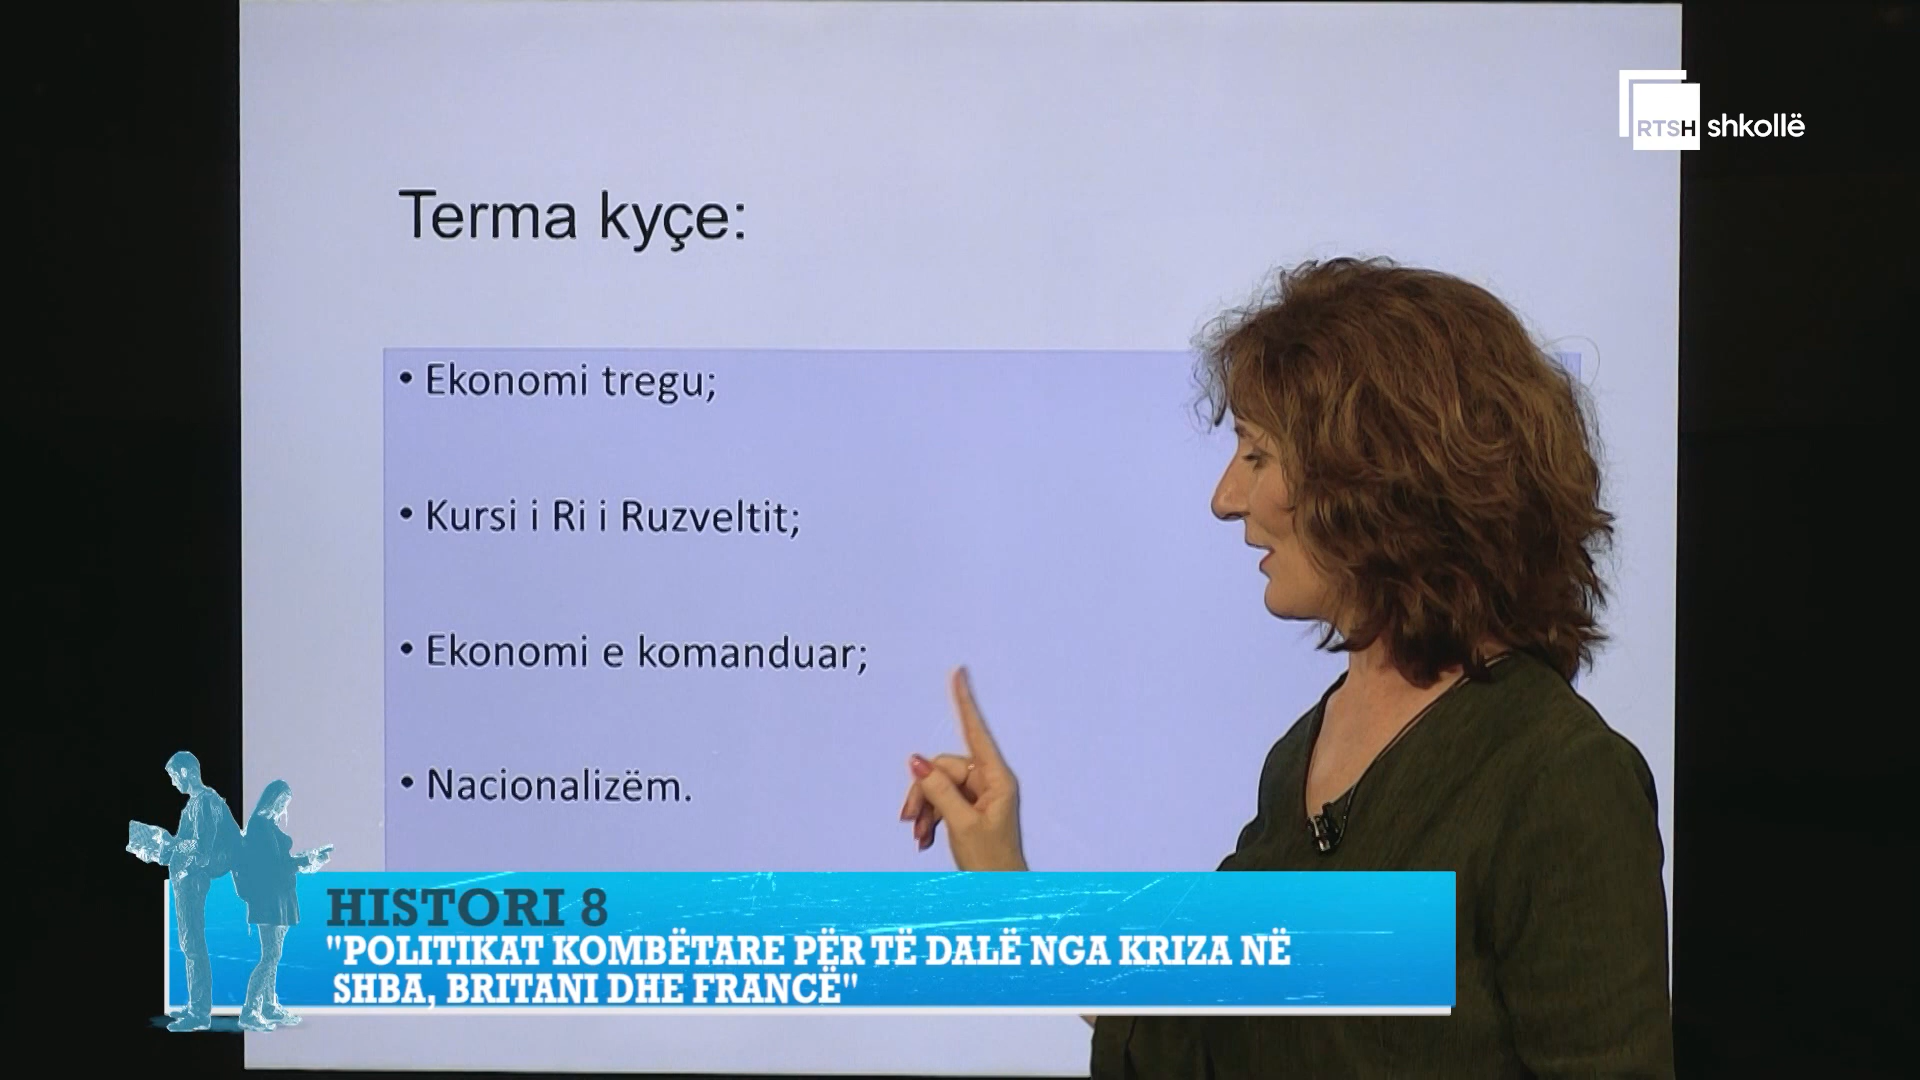 RTSH shkollë
Terma kyçe:
• Ekonomi tregu;
• Kursi i Ri i Ruzveltit;
• Ekonomi e komanduar;
• Nacionalizëm.
HISTORI 8
"POLITIKAT KOMBËTARE PËR TË DALË NGA KRIZA NË
SHBA, BRITANI DHE FRANCË"